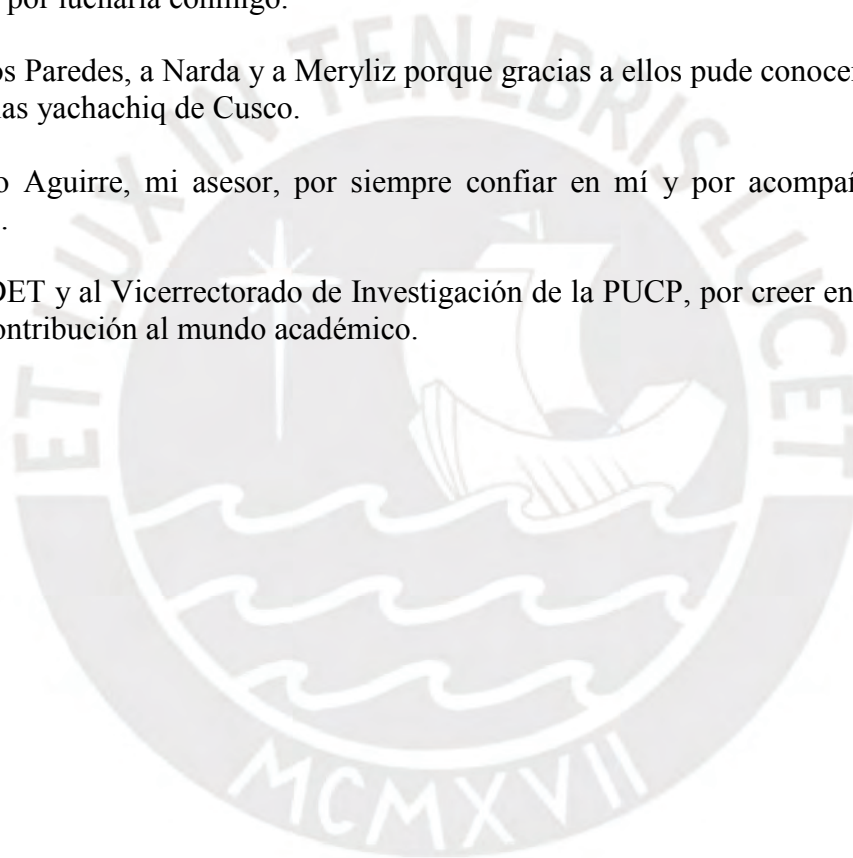 por lucharla conmigo.
os Paredes, a Narda y a Meryliz porque gracias a ellos pude conocer
las yachachiq de Cusco.
o Aguirre, mi asesor, por siempre confiar en mí y por acompañ
.
DET y al Vicerrectorado de Investigación de la PUCP, por creer en
ontribución al mundo académico.
ET LUX IN TENEBRIS LUCET
MCMXVII